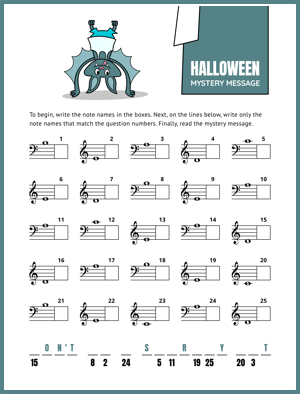 HALLOWEEN
MYSTERY MESSAGE
To begin, write the note names in the boxes. Next, on the lines below, write only the
note names that match the question numbers. Finally, read the mystery message.
1 2 3 4 5
6 7 8 9 10
11 12 13 14 15
16 17 18 19 20
21 22 23 24 25
O N ' T S R Y T
15 8 2 24 5 11 19 25 20 3